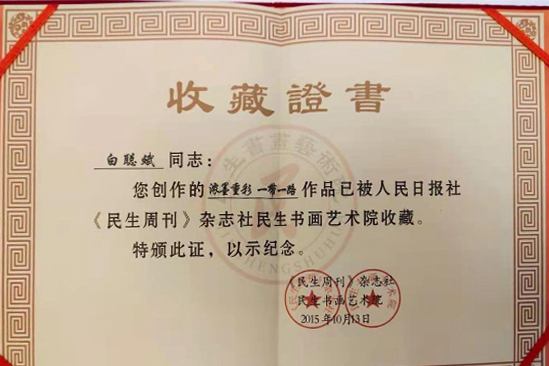 收藏證書
白聪斌 同志：
您创作的 浓墨重彩 一带一路 作品已被人民日报社
《民生周刊》杂志社民生书画艺术院收藏。
特颁此证，以示纪念。
《民生周刊》杂志社
民生书画艺术院
2015年10月13日